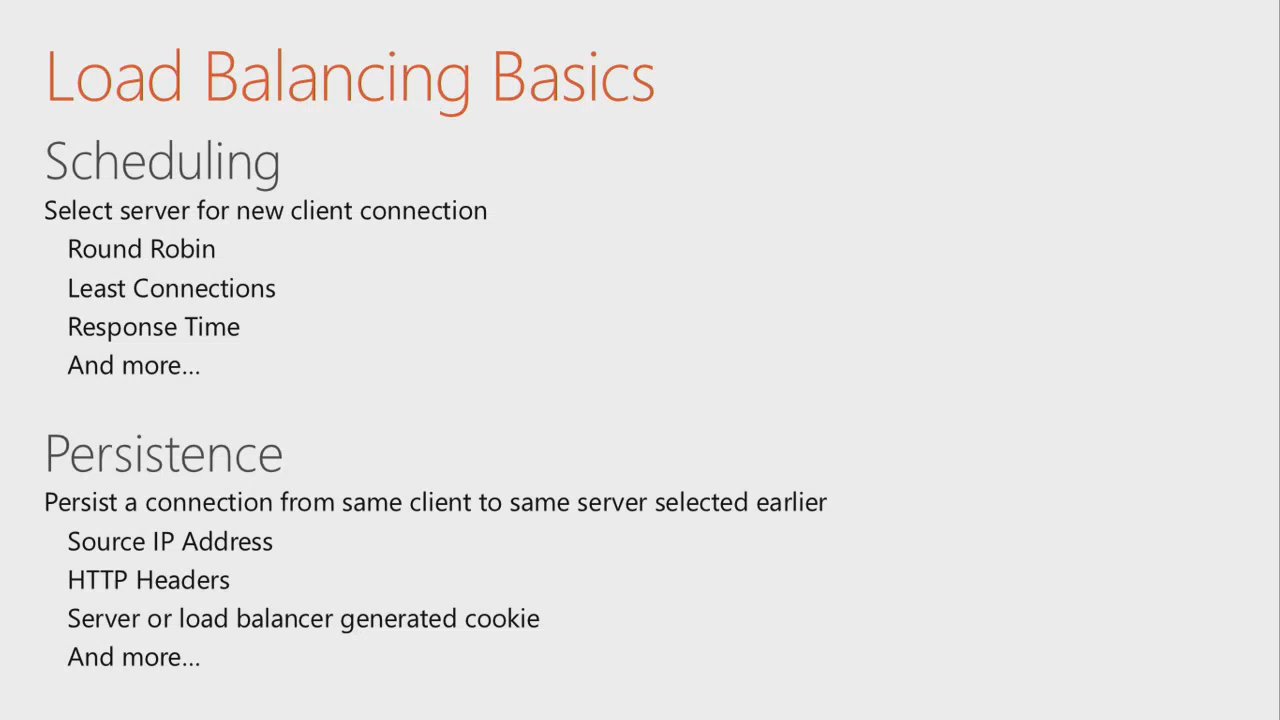 Load Balancing Basics
Scheduling
Select server for new client connection
Round Robin
Least Connections
Response Time
And more...
Persistence
Persist a connection from same client to same server selected earlier
Source IP Address
HTTP Headers
Server or load balancer generated cookie
And more...